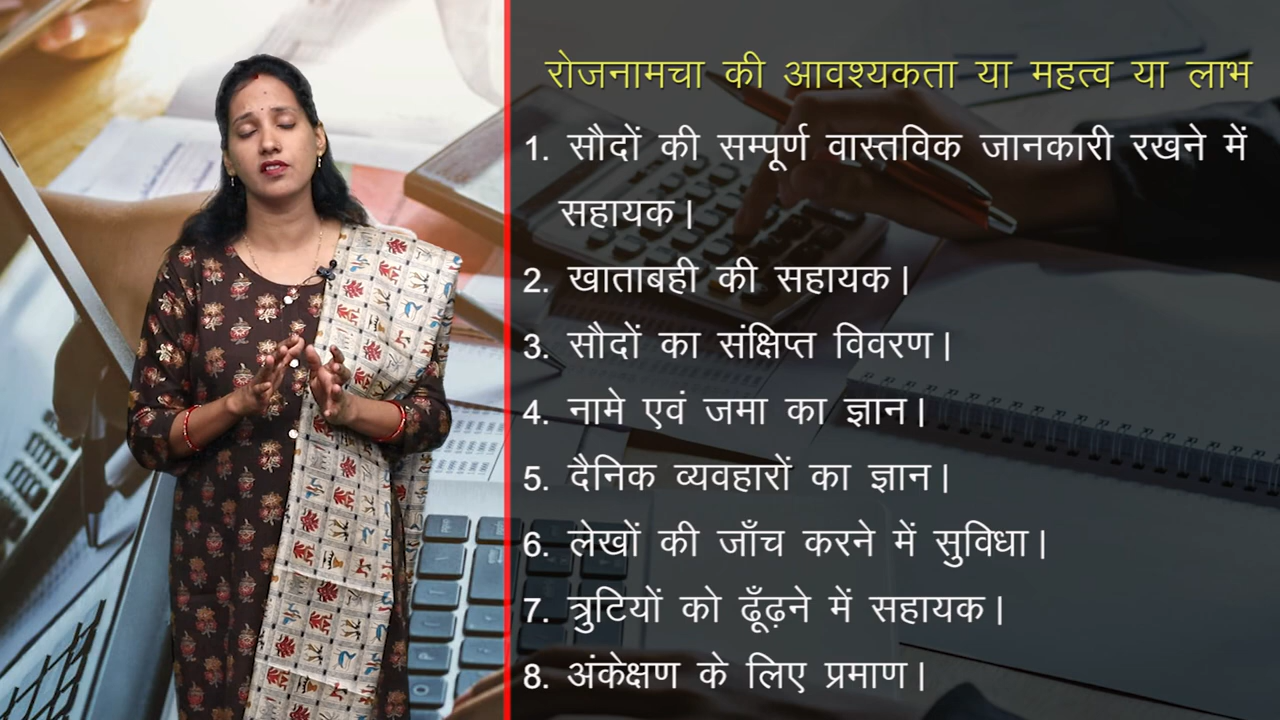 रोजनामचा की आवश्यकता या महत्व या लाभ
1. सौदों की सम्पूर्ण वास्तविक जानकारी रखने में
सहायक।
2. खाताबही की सहायक।
3. सौदों का संक्षिप्त विवरण।
4. नामे एवं जमा का ज्ञान।
5. दैनिक व्यवहारों का ज्ञान।
6. लेखों की जाँच करने में सुविधा।
7. त्रुटियों को ढूँढ़ने में सहायक।
8. अंकेक्षण के लिए प्रमाण।